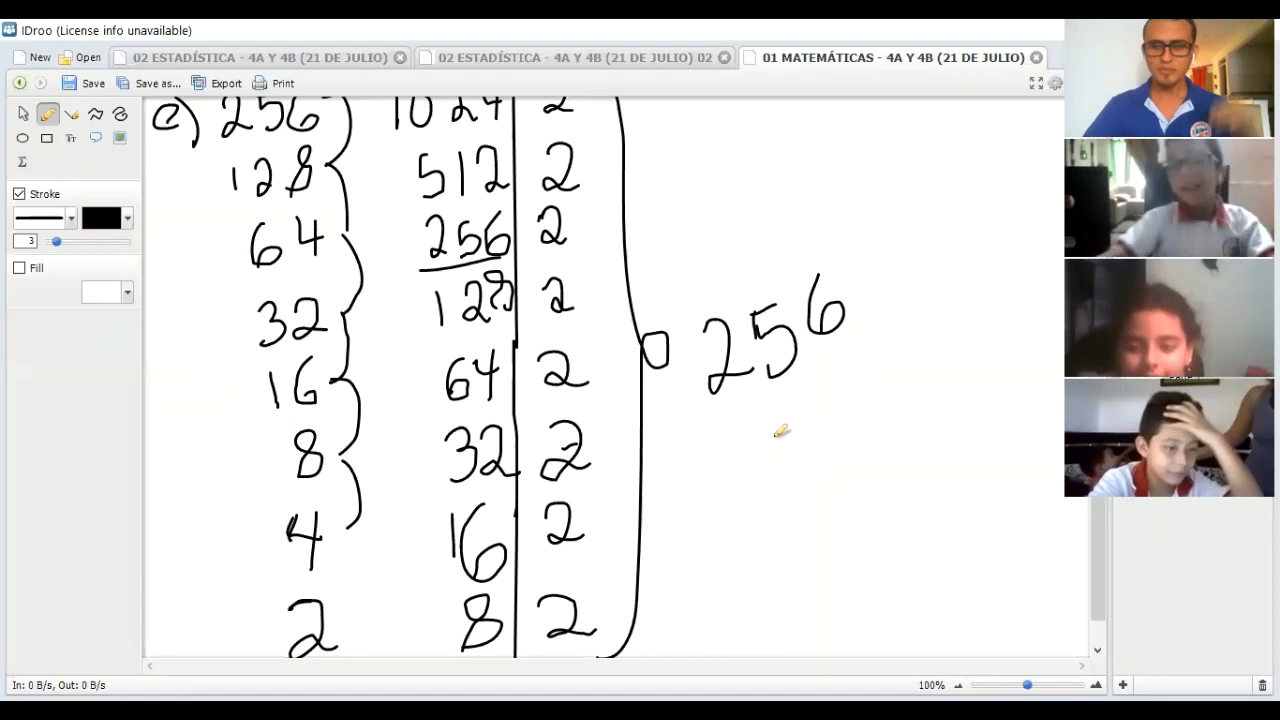 IDroo (License info unavailable)
New Open 02 ESTADÍSTICA - 4A Y 4B (21 DE JULIO) 02 ESTADÍSTICA - 4A Y 4B (21 DE JULIO) 02 01 MATEMÁTICAS - 4A Y 4B (21 DE JULIO)
Save Save as... Export Print
Tr
Σ
Stroke
3
Fill
e) 256 1024 2
128 512 2
64 256 2
32 128 2
256
16 64 2
8 32 2
4 16 2
2 8 2
In: 0 B/s, Out: 0 B/s 100%